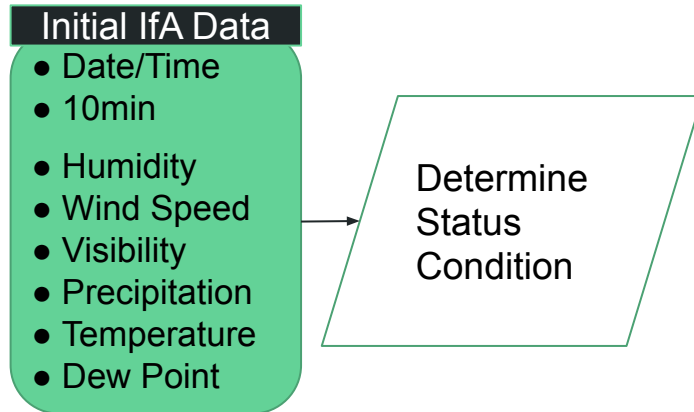 Initial IfA Data
● Date/Time
● 10min
● Humidity
● Wind Speed
● Visibility
● Precipitation
● Temperature
● Dew Point
Determine
Status
Condition